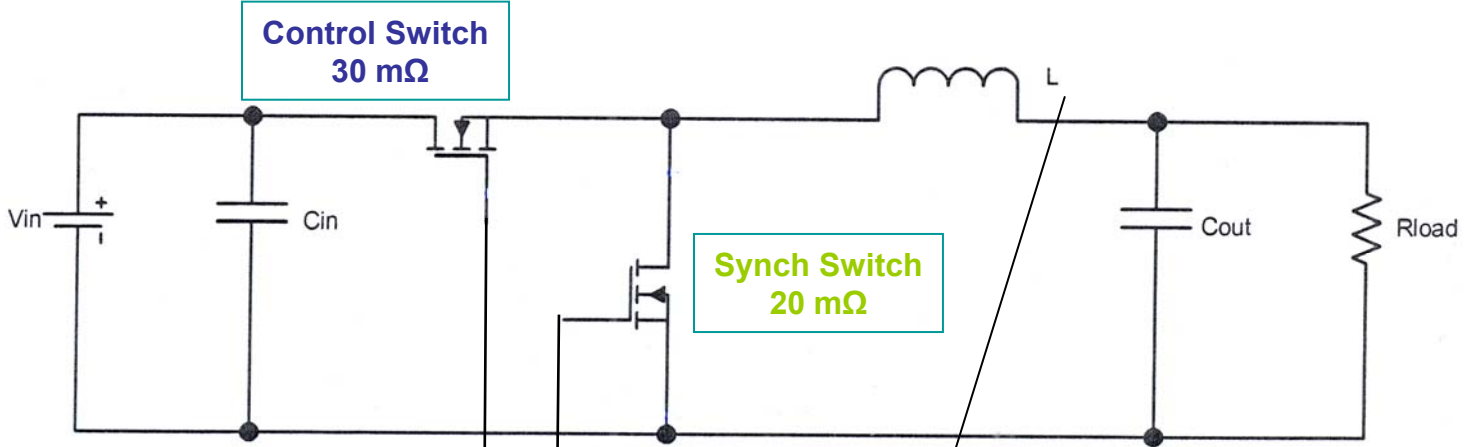 Control Switch
30 mΩ
L
Vin
+
Cin
Synch Switch
20 mΩ
Cout
Rload